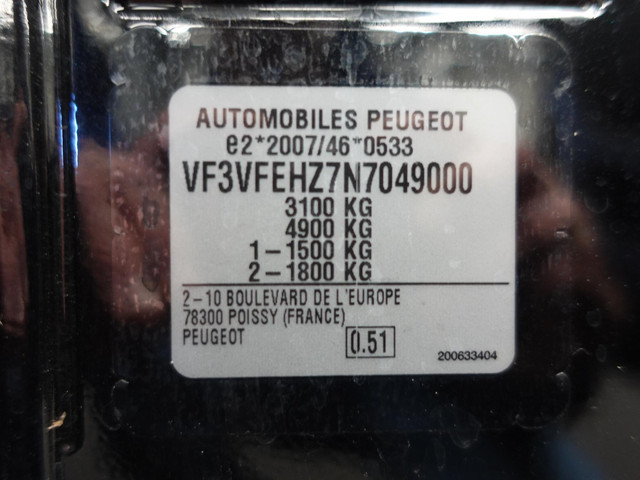 AUTOMOBILES PEUGEOT
e2*2007/46*0533
VF3VFEHZ7N7049000
3100 KG
4900 KG
1-1500 KG
2-1800 KG
2-10 BOULEVARD DE L'EUROPE
78300 POISSY (FRANCE)
PEUGEOT 0.51
200633404